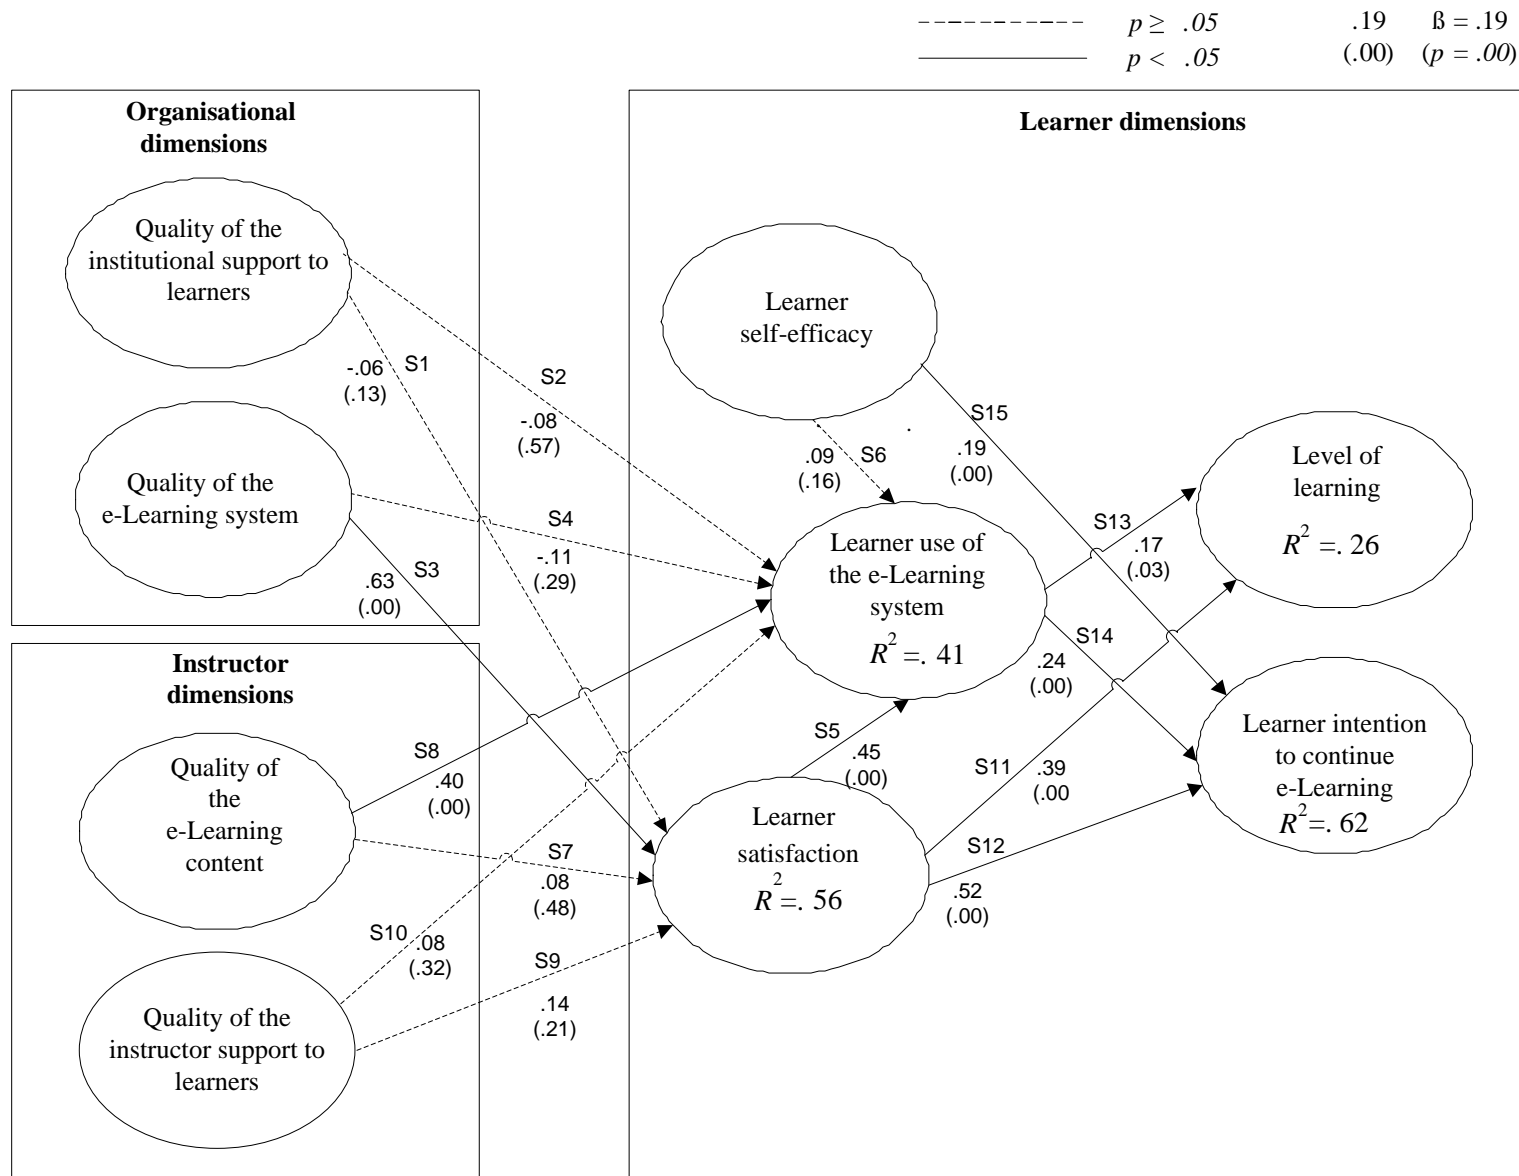 p ≥ .05 .19 ß = .19
p < .05 (.00) (p = .00)
Organisational
dimensions
Quality of the
institutional support to
learners
Quality of the
e-Learning system
Instructor
dimensions
Quality of
the
e-Learning
content
Quality of the
instructor support to
learners
S1
-.06
(.13)
S2
-.08
(.57)
S4
-.11
(.29)
S3
.63
(.00)
S8
.40
(.00)
S7
.08
(.48)
S10
.08
(.32)
S9
.14
(.21)
Learner dimensions
Learner
self-efficacy
S6
.09
(.16)
S15
.19
(.00)
Learner use of
the e-Learning
system
R² =. 41
S5
.45
(.00)
Learner
satisfaction
R² =. 56
S13
.17
(.03)
S14
.24
(.00)
S11
.39
(.00
S12
.52
(.00)
Level of
learning
R² =. 26
Learner intention
to continue
e-Learning
R² =. 62